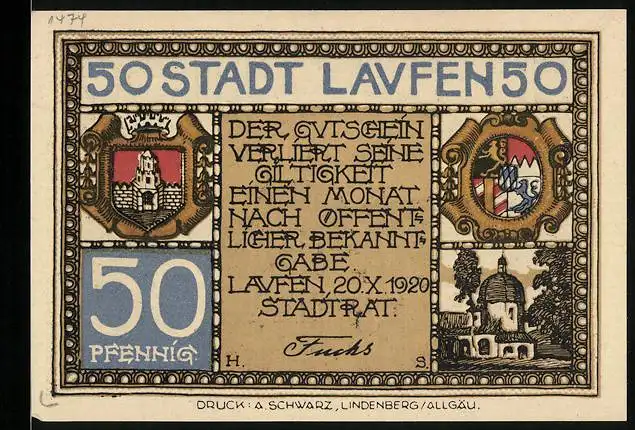 1474
50 STADT LAVFEN 50
DER GVTSCHEIN
VERLIERT SEINE
GILTIGKEIT
EINEN MONAT
NACH ØFFENT-
LICHER BEKANNT-
GABE
LAVFEN, 20.X.1920
STADTRAT.
Fuchs
H. S.
50
PFENNIG
DRUCK: A. SCHWARZ, LINDENBERG/ALLGÄU.